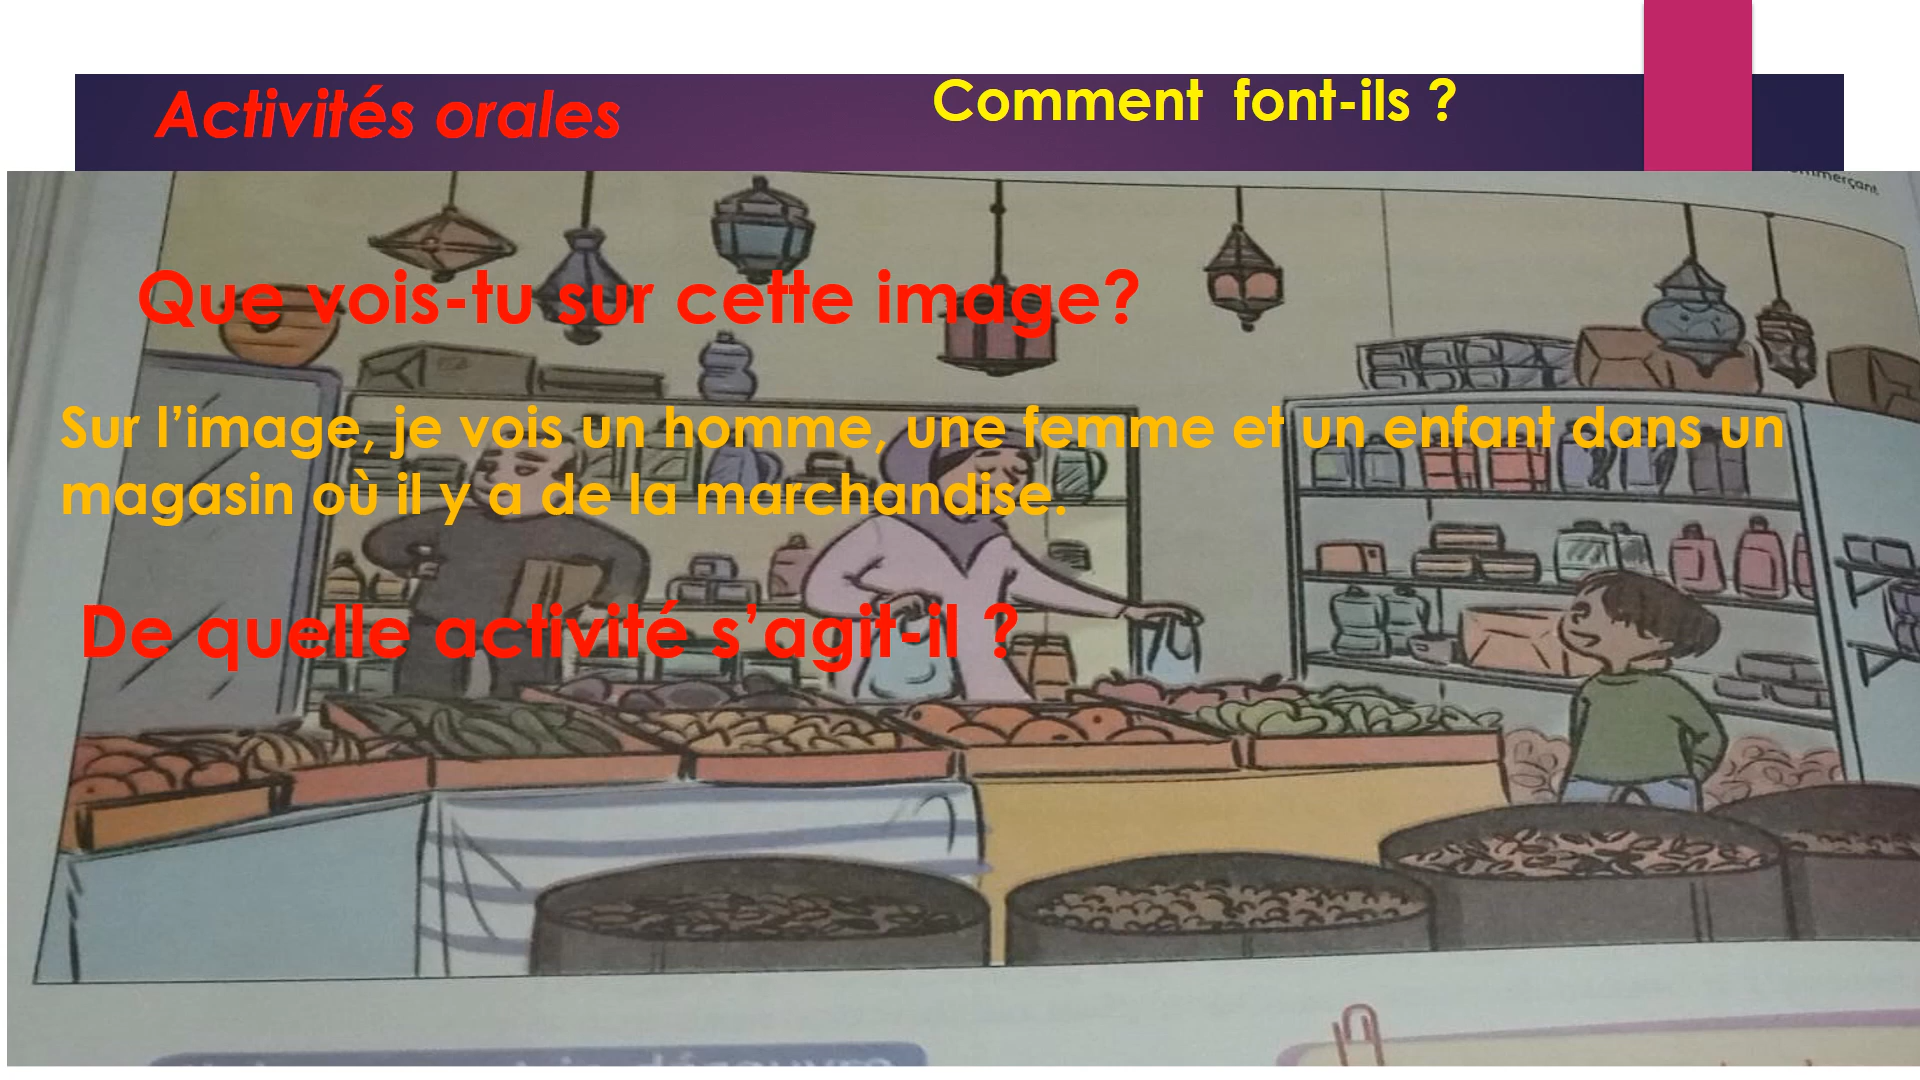 Activités orales
Comment font-ils ?
Que vois-tu sur cette image?
Sur l’image, je vois un homme, une femme et un enfant dans un
magasin où il y a de la marchandise.
De quelle activité s’agit-il ?